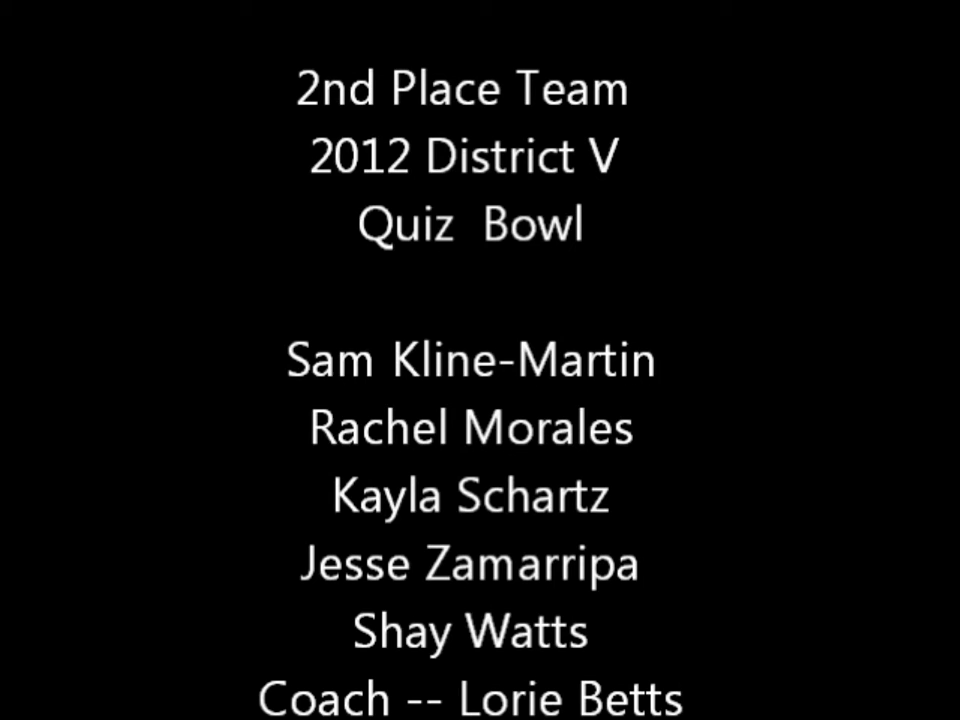 2nd Place Team
2012 District V
Quiz  Bowl
Sam Kline-Martin
Rachel Morales
Kayla Schartz
Jesse Zamarripa
Shay Watts
Coach -- Lorie Betts